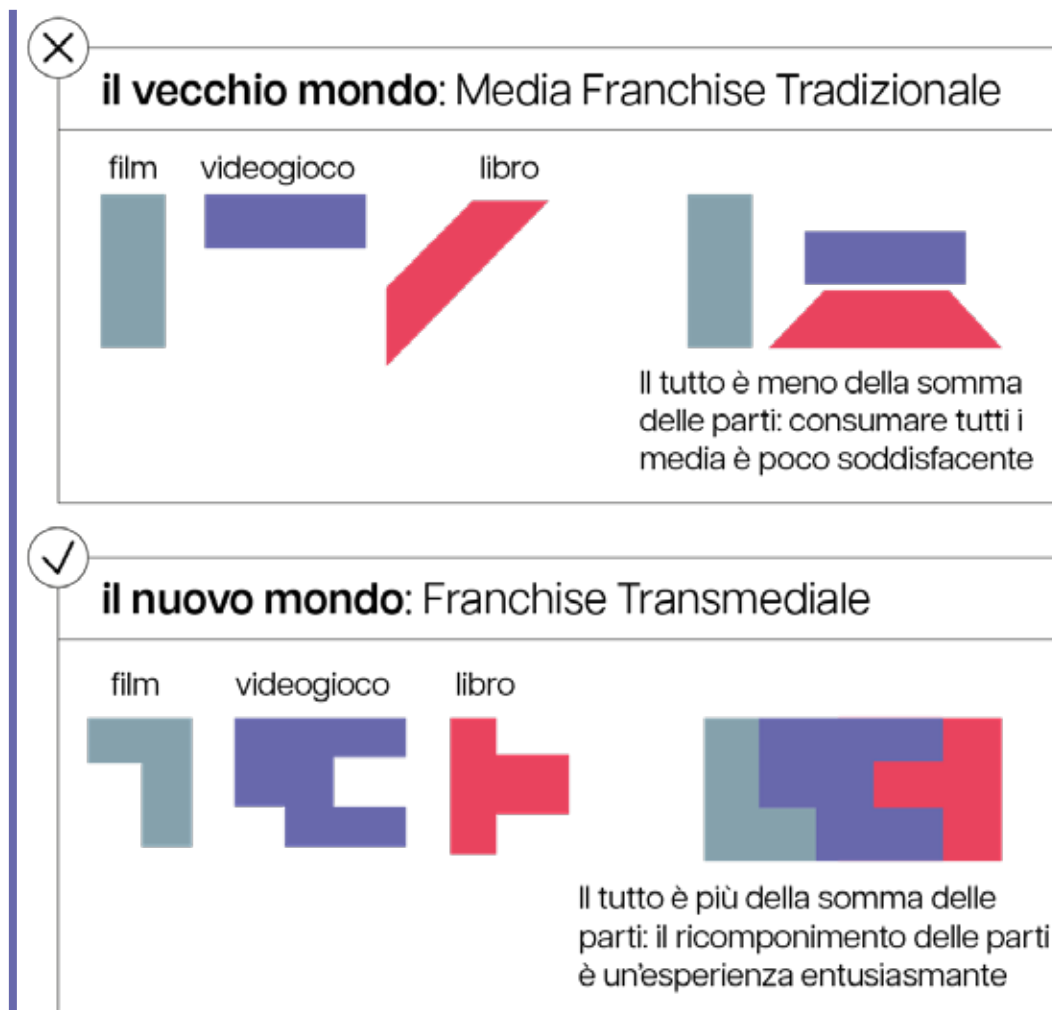 il vecchio mondo: Media Franchise Tradizionale
film videogioco libro
Il tutto è meno della somma
delle parti: consumare tutti i
media è poco soddisfacente
il nuovo mondo: Franchise Transmediale
film videogioco libro
Il tutto è più della somma delle
parti: il ricomponimento delle parti
è un'esperienza entusiasmante